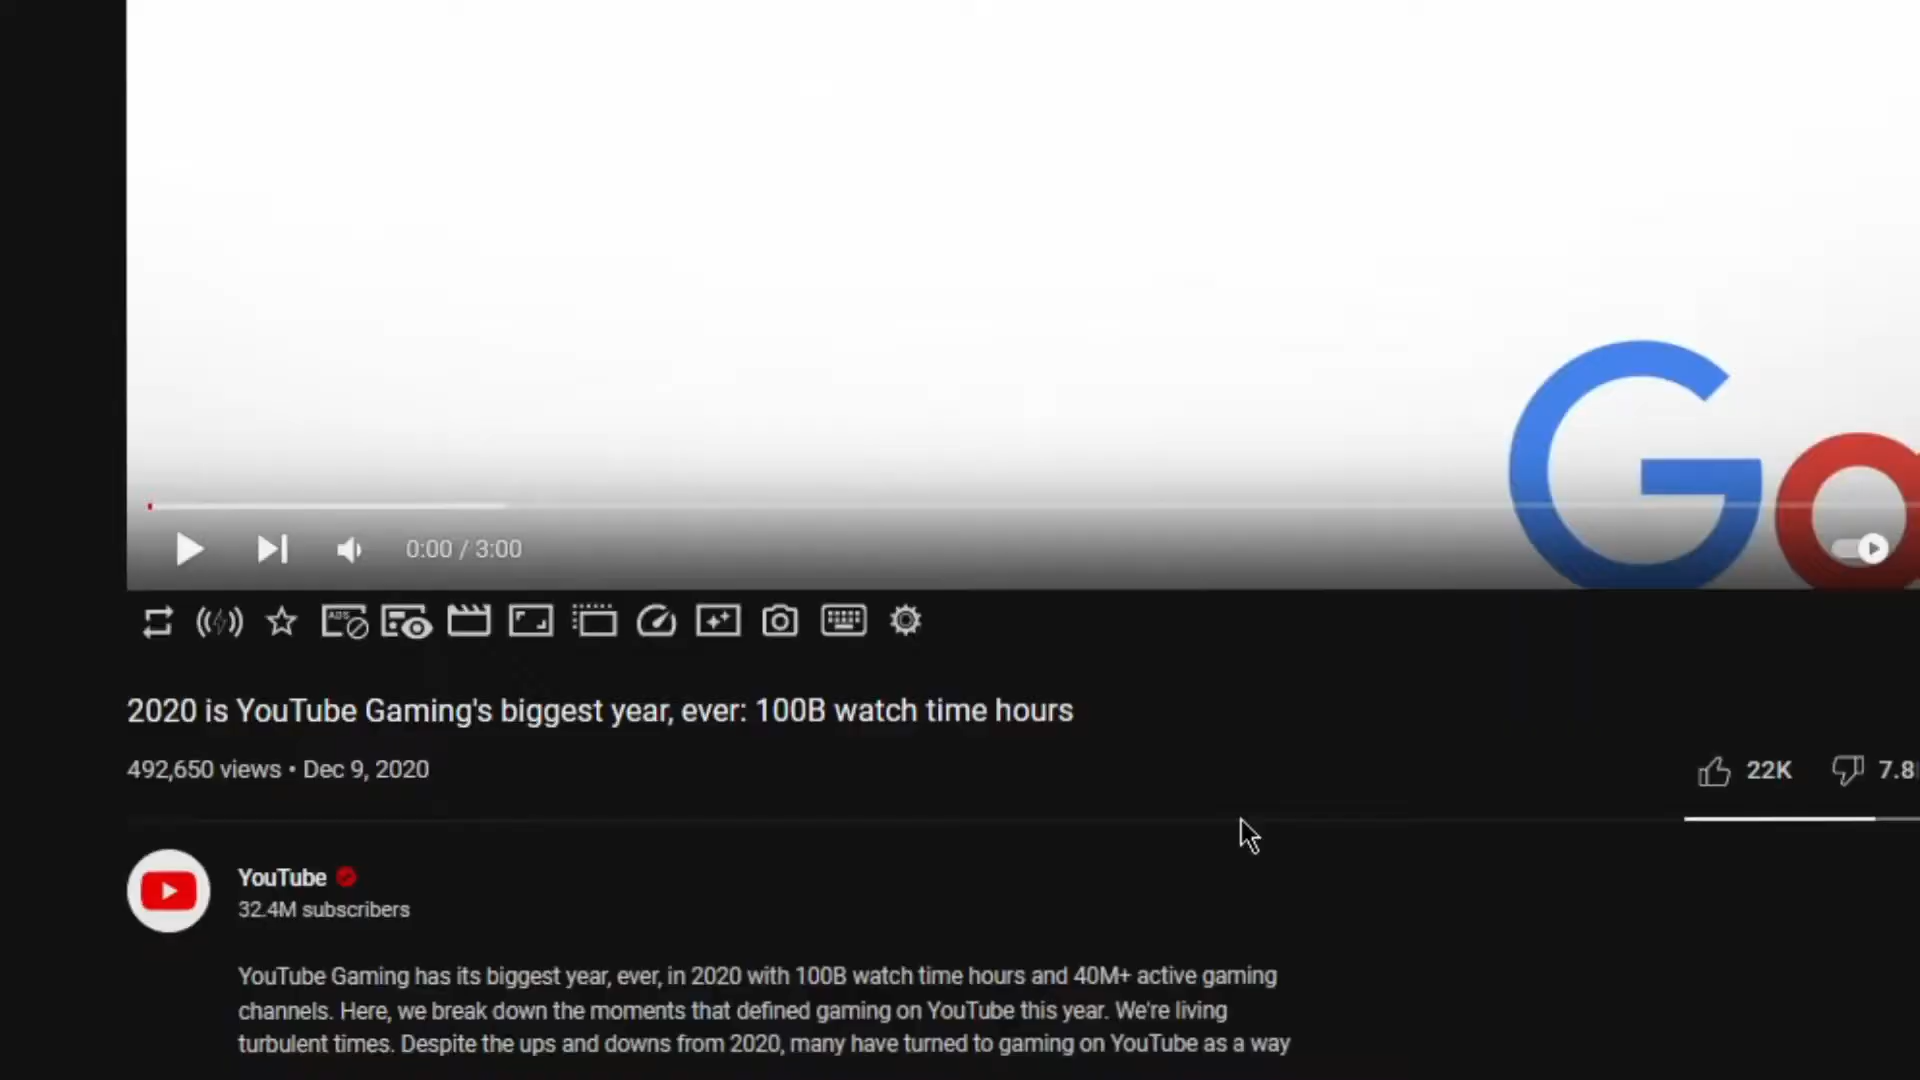 Go
0:00 / 3:00
ADS
2020 is YouTube Gaming's biggest year, ever: 100B watch time hours
492,650 views • Dec 9, 2020
22K
7.8
YouTube
32.4M subscribers
YouTube Gaming has its biggest year, ever, in 2020 with 100B watch time hours and 40M+ active gaming
channels. Here, we break down the moments that defined gaming on YouTube this year. We're living
turbulent times. Despite the ups and downs from 2020, many have turned to gaming on YouTube as a way